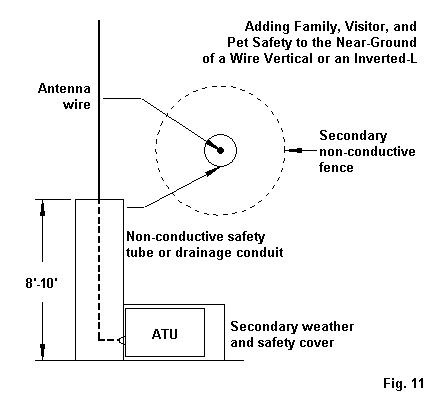 Adding Family, Visitor, and
Pet Safety to the Near-Ground
of a Wire Vertical or an Inverted-L
Antenna
wire
Secondary
non-conductive
fence
Non-conductive safety
tube or drainage conduit
8'-10'
ATU
Secondary weather
and safety cover
Fig. 11